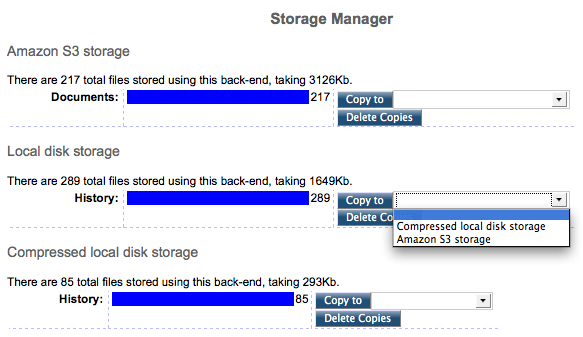 Storage Manager
Amazon S3 storage
There are 217 total files stored using this back-end, taking 3126Kb.
Documents: 217 Copy to
Delete Copies
Local disk storage
There are 289 total files stored using this back-end, taking 1649Kb.
History: 289 Copy to
Delete Co
Compressed local disk storage
Amazon S3 storage
Compressed local disk storage
There are 85 total files stored using this back-end, taking 293Kb.
History: 85 Copy to
Delete Copies